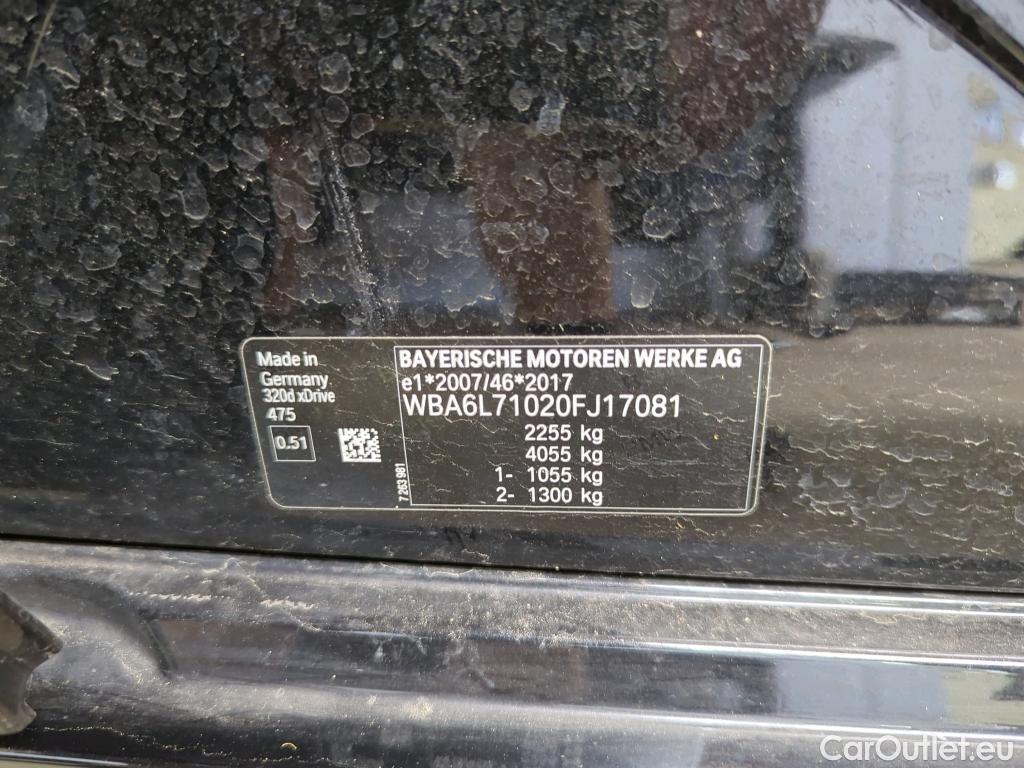 Made in
Germany
320d xDrive
475
0.51
7 263 981
BAYERISCHE MOTOREN WERKE AG
e1*2007/46*2017
WBA6L71020FJ17081
2255 kg
4055 kg
1- 1055 kg
2- 1300 kg
CarOutlet.eu